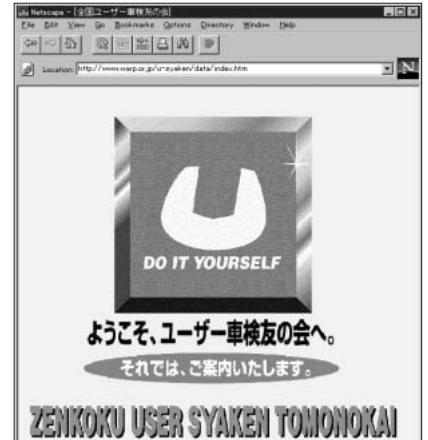 Netscape - [全国ユーザー車検友の会]
File Edit View Go Bookmarks Options Directory Window Help
Location: http://www.warp.or.jp/u-syaken/data/index.htm
N
DO IT YOURSELF
ようこそ、ユーザー車検友の会へ。
それでは、ご案内いたします。
ZENKOKU USER SYAKEN TOMONOKAI